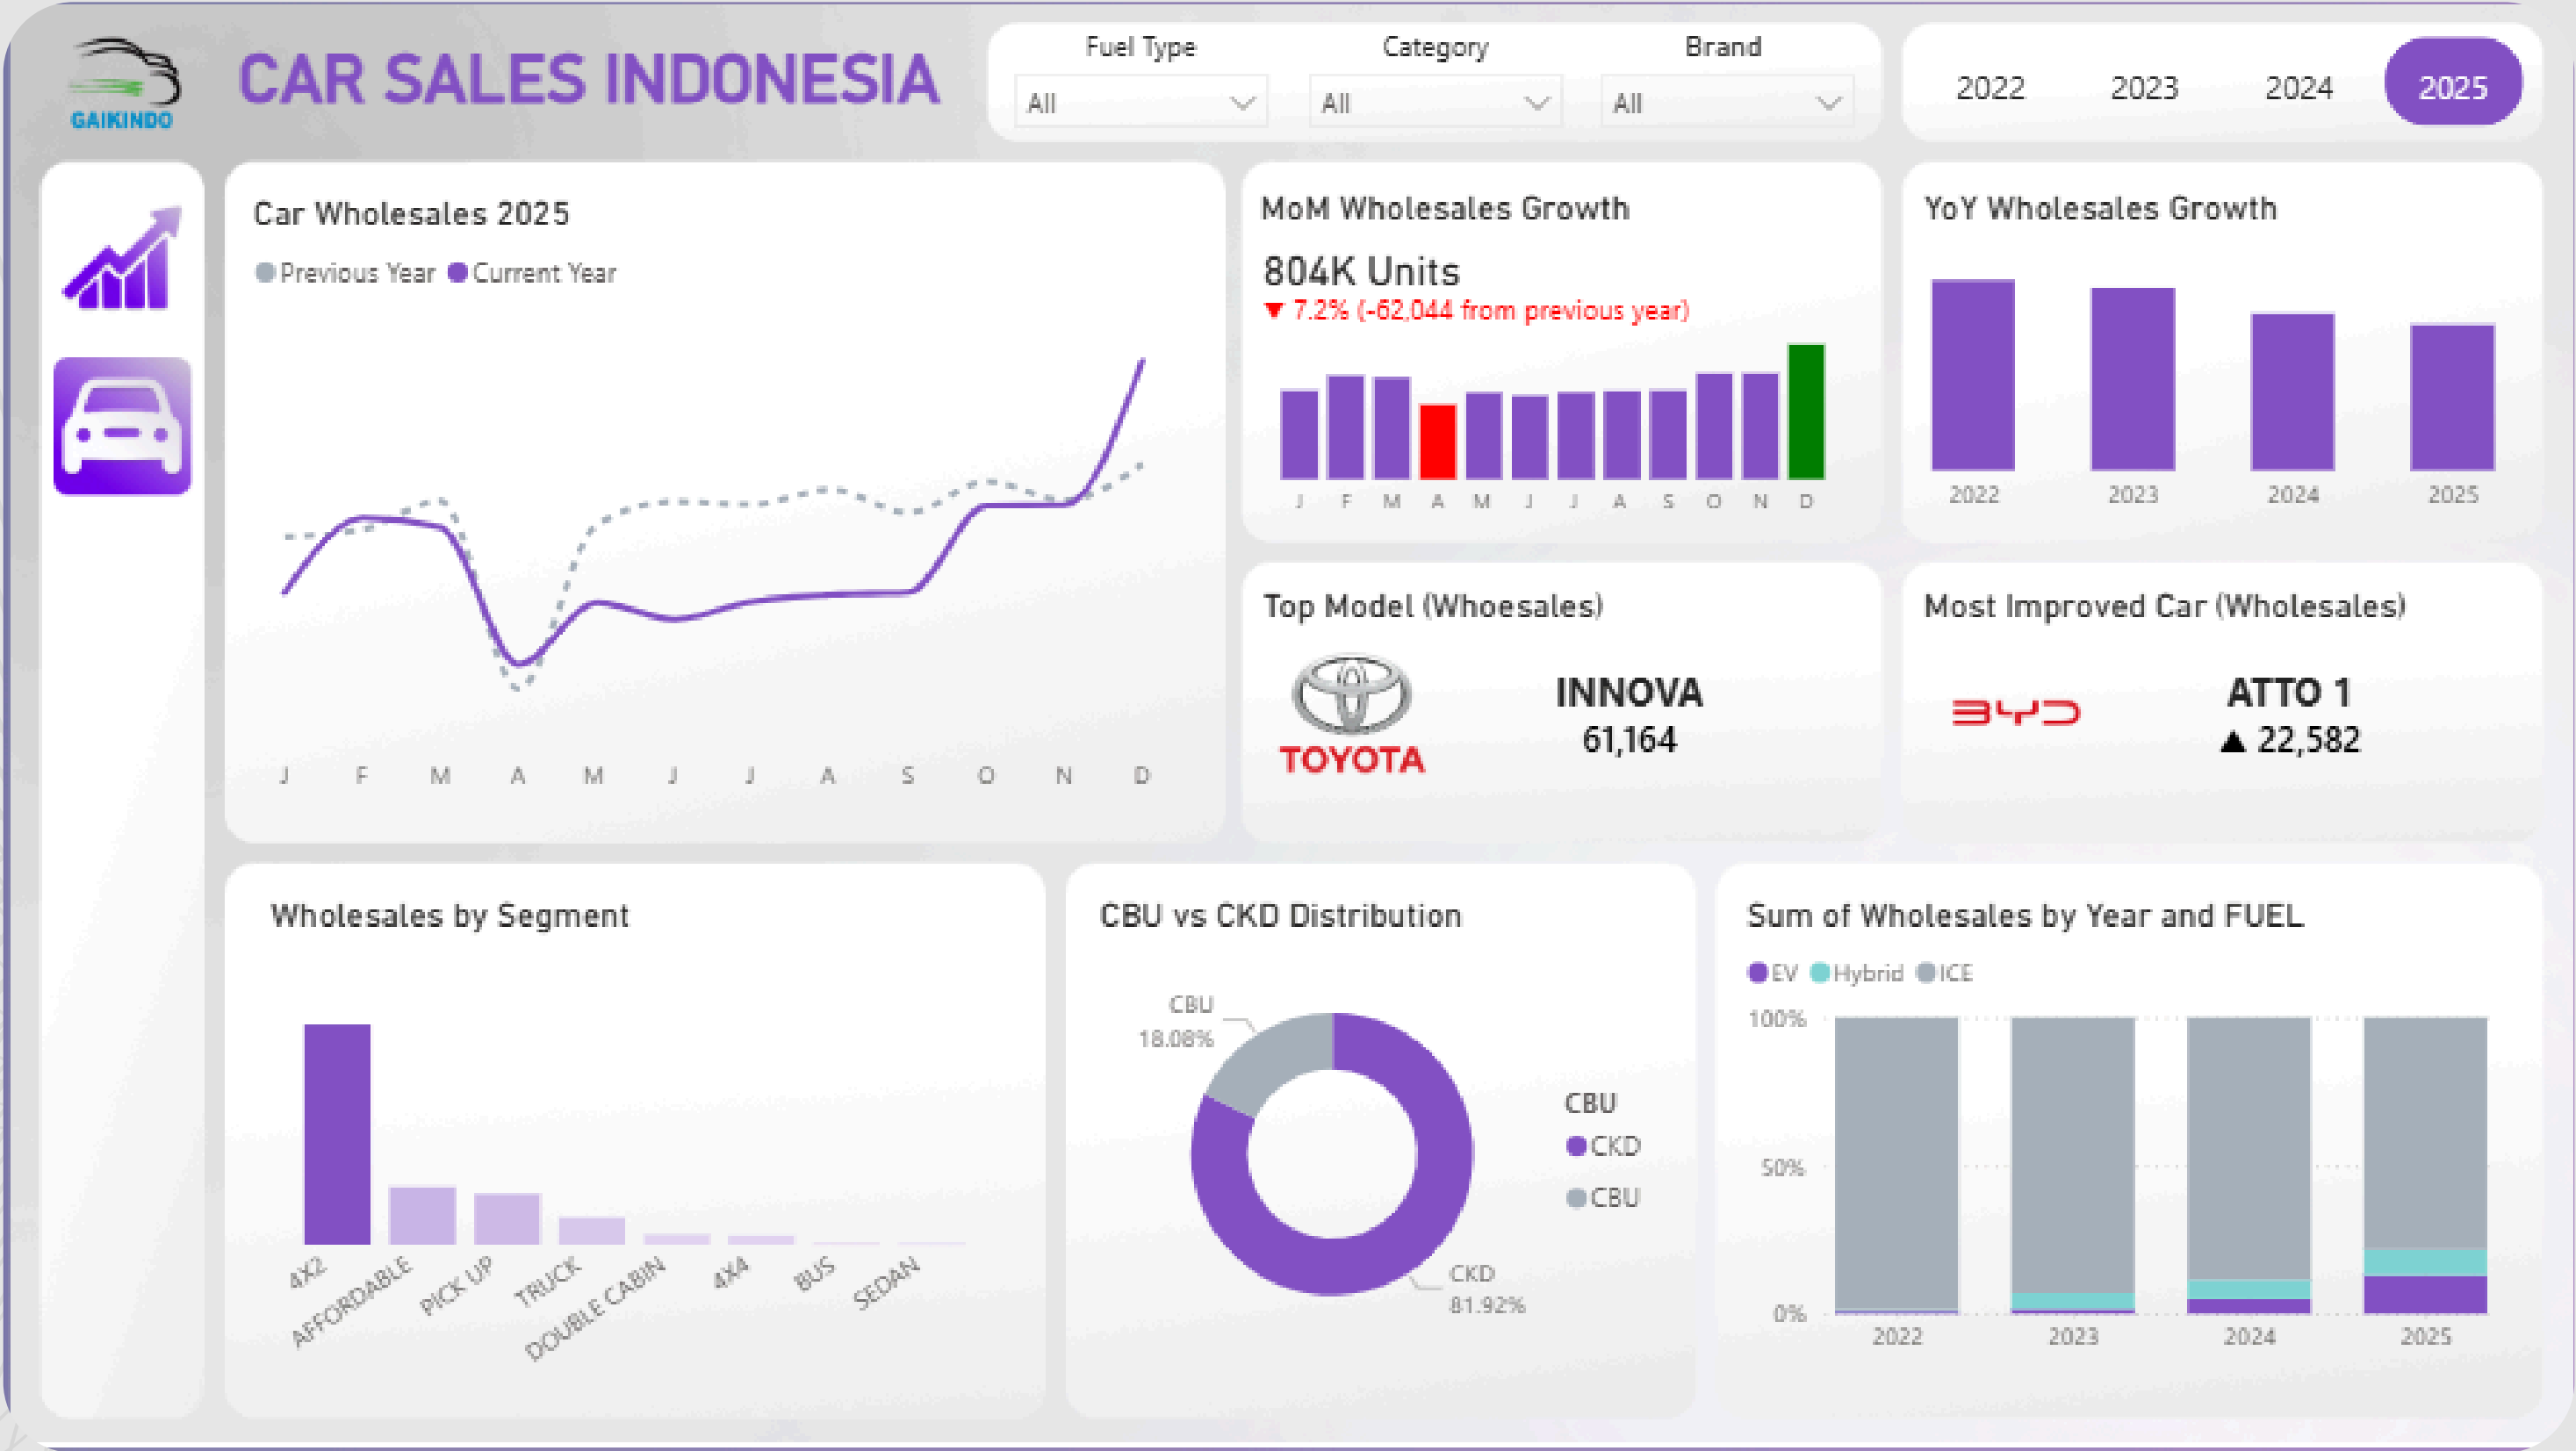 GAIKINDO
CAR SALES INDONESIA
Fuel Type
All
Category
All
Brand
All
2022 2023 2024 2025
Car Wholesales 2025
Previous Year Current Year
J F M A M J J A S O N D
MoM Wholesales Growth
804K Units
▼ 7.2% (-62,044 from previous year)
J F M A M J J A S O N D
YoY Wholesales Growth
2022 2023 2024 2025
Top Model (Whoesales)
TOYOTA
INNOVA
61,164
Most Improved Car (Wholesales)
BYD
ATTO 1
▲ 22,582
Wholesales by Segment
4X2
AFFORDABLE
PICK UP
TRUCK
DOUBLE CABIN
4X4
BUS
SEDAN
CBU vs CKD Distribution
CBU
18.08%
CKD
81.92%
CBU
CKD
CBU
Sum of Wholesales by Year and FUEL
EV Hybrid ICE
100%
50%
0%
2022 2023 2024 2025